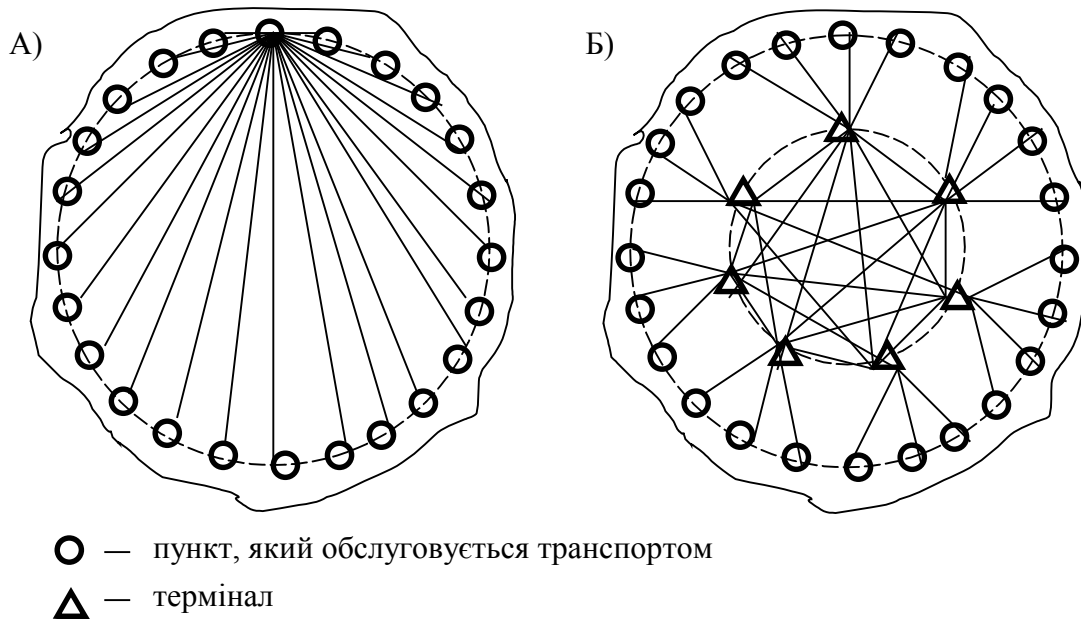 А)
Б)
— пункт, який обслуговується транспортом
— термінал